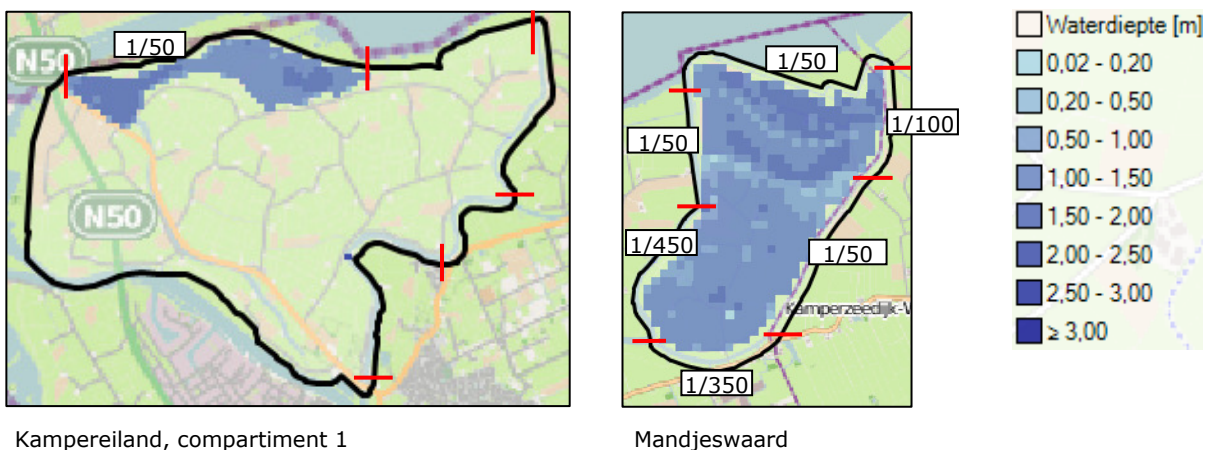 N50
1/50
N50
Kampereiland, compartiment 1
1/50
1/50
1/100
1/450
1/50
Kamperzeedijk-W
1/350
Mandjeswaard
Waterdiepte [m]
0,02 - 0,20
0,20 - 0,50
0,50 - 1,00
1,00 - 1,50
1,50 - 2,00
2,00 - 2,50
2,50 - 3,00
≥ 3,00